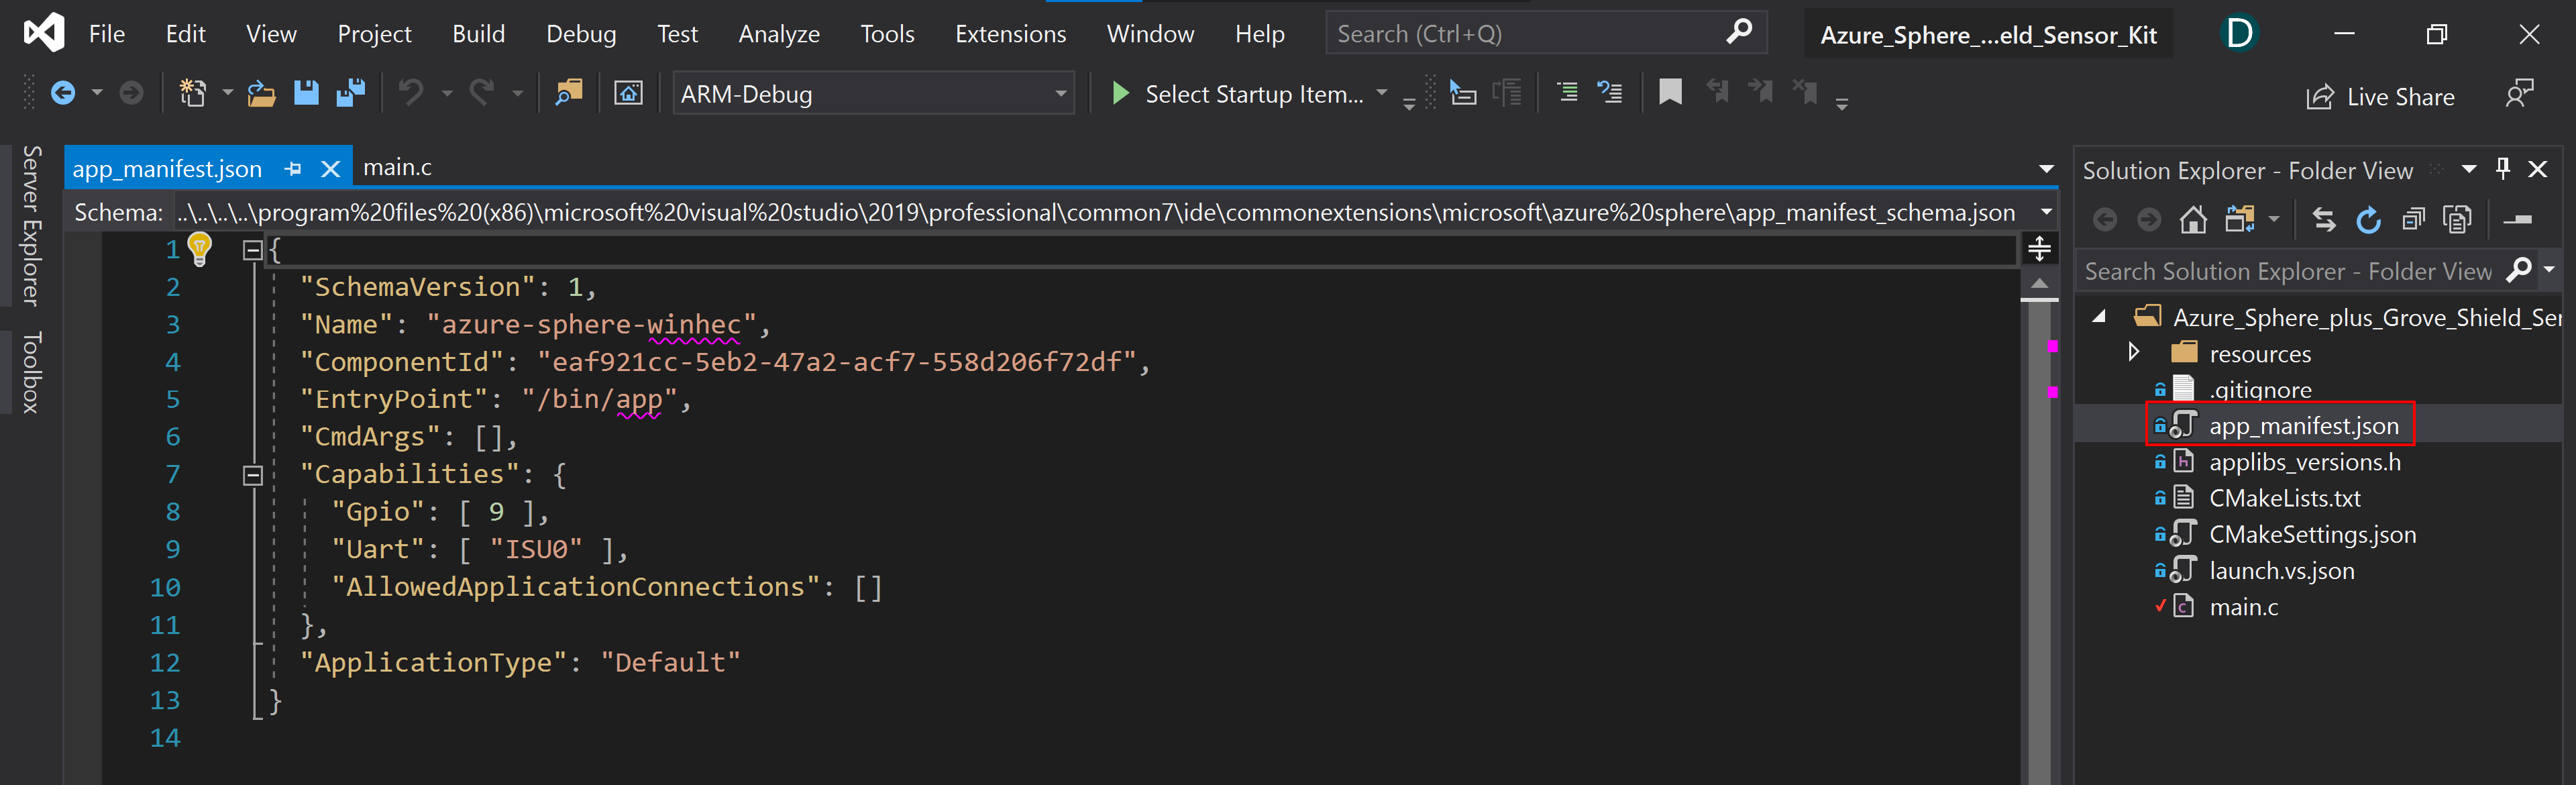 File Edit View Project Build Debug Test Analyze Tools Extensions Window Help Search (Ctrl+Q) Azure_Sphere_...eld_Sensor_Kit D
ARM-Debug Select Startup Item... Live Share
Server Explorer
Toolbox
app_manifest.json main.c
Schema: ..\..\..\..\program%20files%20(x86)\microsoft%20visual%20studio\2019\professional\common7\ide\commonextensions\microsoft\azure%20sphere\app_manifest_schema.json
1 {
2 "SchemaVersion": 1,
3 "Name": "azure-sphere-winhec",
4 "ComponentId": "eaf921cc-5eb2-47a2-acf7-558d206f72df",
5 "EntryPoint": "/bin/app",
6 "CmdArgs": [],
7 "Capabilities": {
8 "Gpio": [ 9 ],
9 "Uart": [ "ISU0" ],
10 "AllowedApplicationConnections": []
11 },
12 "ApplicationType": "Default"
13 }
14
Solution Explorer - Folder View
Search Solution Explorer - Folder View
Azure_Sphere_plus_Grove_Shield_Ser
resources
.gitignore
app_manifest.json
applibs_versions.h
CMakeLists.txt
CMakeSettings.json
launch.vs.json
main.c